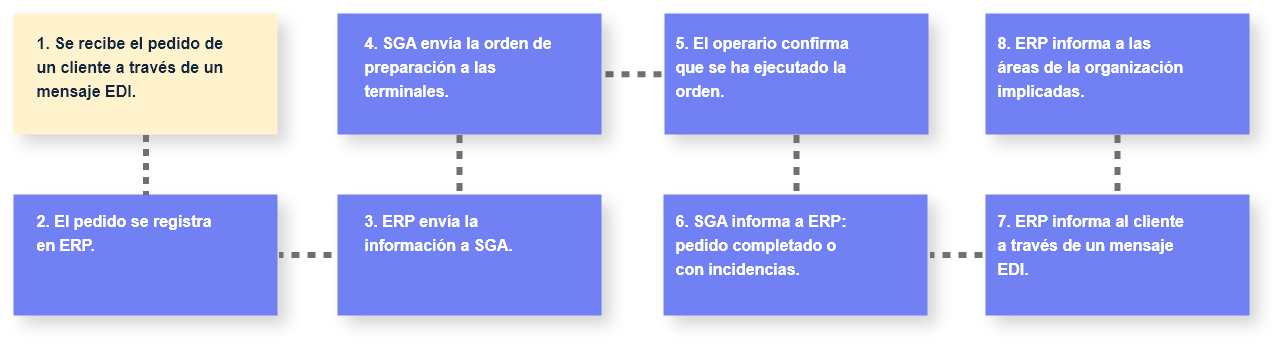 1. Se recibe el pedido de
un cliente a través de un
mensaje EDI.
2. El pedido se registra
en ERP.
3. ERP envía la
información a SGA.
4. SGA envía la orden de
preparación a las
terminales.
5. El operario confirma
que se ha ejecutado la
orden.
6. SGA informa a ERP:
pedido completado o
con incidencias.
7. ERP informa al cliente
a través de un mensaje
EDI.
8. ERP informa a las
áreas de la organización
implicadas.